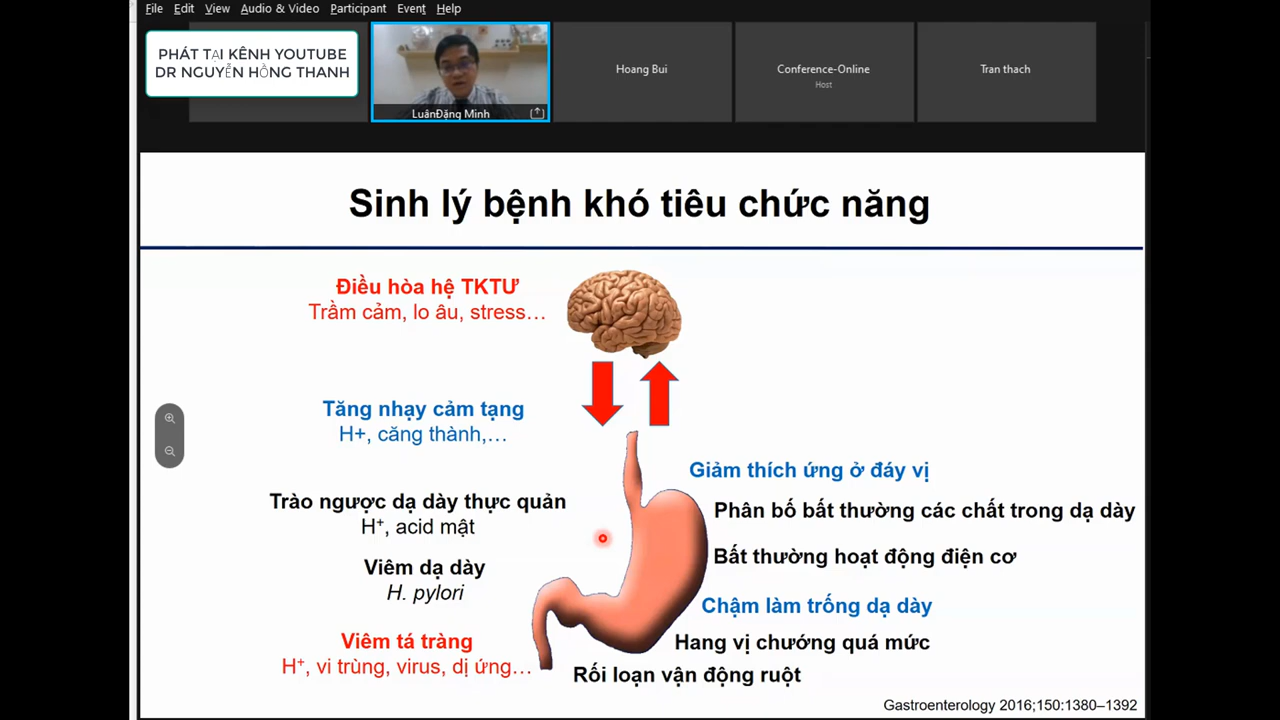 File Edit View Audio & Video Participant Event Help
PHÁT TẠI KÊNH YOUTUBE
DR NGUYỄN HỒNG THANH
LuânĐặng Minh
Hoang Bui
Conference-Online
Host
Tran thach
Sinh lý bệnh khó tiêu chức năng
Điều hòa hệ TKTƯ
Trầm cảm, lo âu, stress…
Tăng nhạy cảm tạng
H+, căng thành,…
Trào ngược dạ dày thực quản
H⁺, acid mật
Viêm dạ dày
H. pylori
Viêm tá tràng
H⁺, vi trùng, virus, dị ứng…
Giảm thích ứng ở đáy vị
Phân bố bất thường các chất trong dạ dày
Bất thường hoạt động điện cơ
Chậm làm trống dạ dày
Hang vị chướng quá mức
Rối loạn vận động ruột
Gastroenterology 2016;150:1380–1392